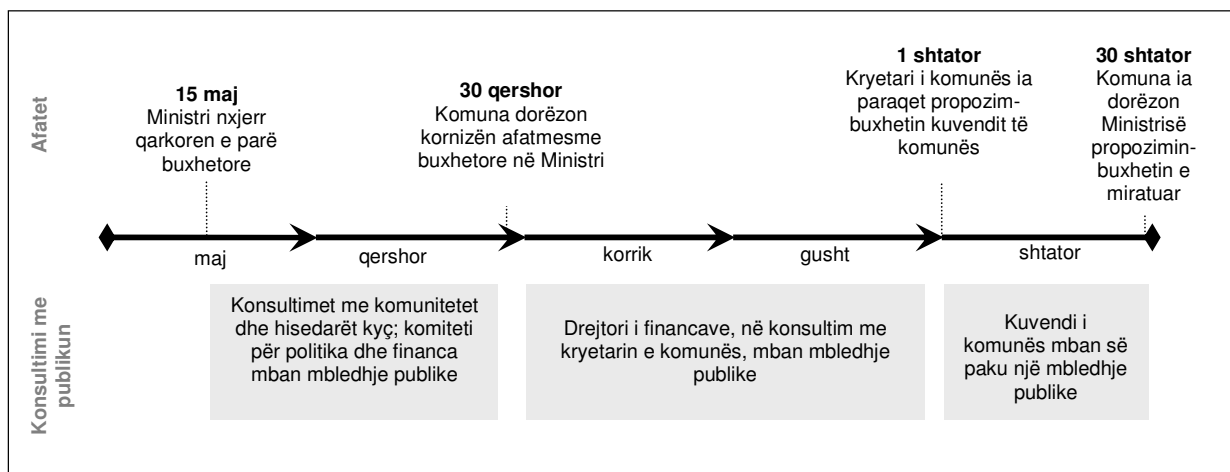 Afatet
15 maj
Ministri nxjerr
qarkoren e parë
buxhetore
30 qershor
Komuna dorëzon
kornizën afatmesme
buxhetore në Ministri
1 shtator
Kryetari i komunës ia
paraqet propozim-
buxhetin kuvendit të
komunës
30 shtator
Komuna ia
dorëzon
Ministrisë
propozimin-
buxhetin e
miratuar
maj
qershor
korrik
gusht
shtator
Konsultimi me
publikun
Konsultimet me komunitetet
dhe hisedarët kyç; komiteti
për politika dhe financa
mban mbledhje publike
Drejtori i financave, në konsultim me
kryetarin e komunës, mban mbledhje
publike
Kuvendi i
komunës mban së
paku një mbledhje
publike